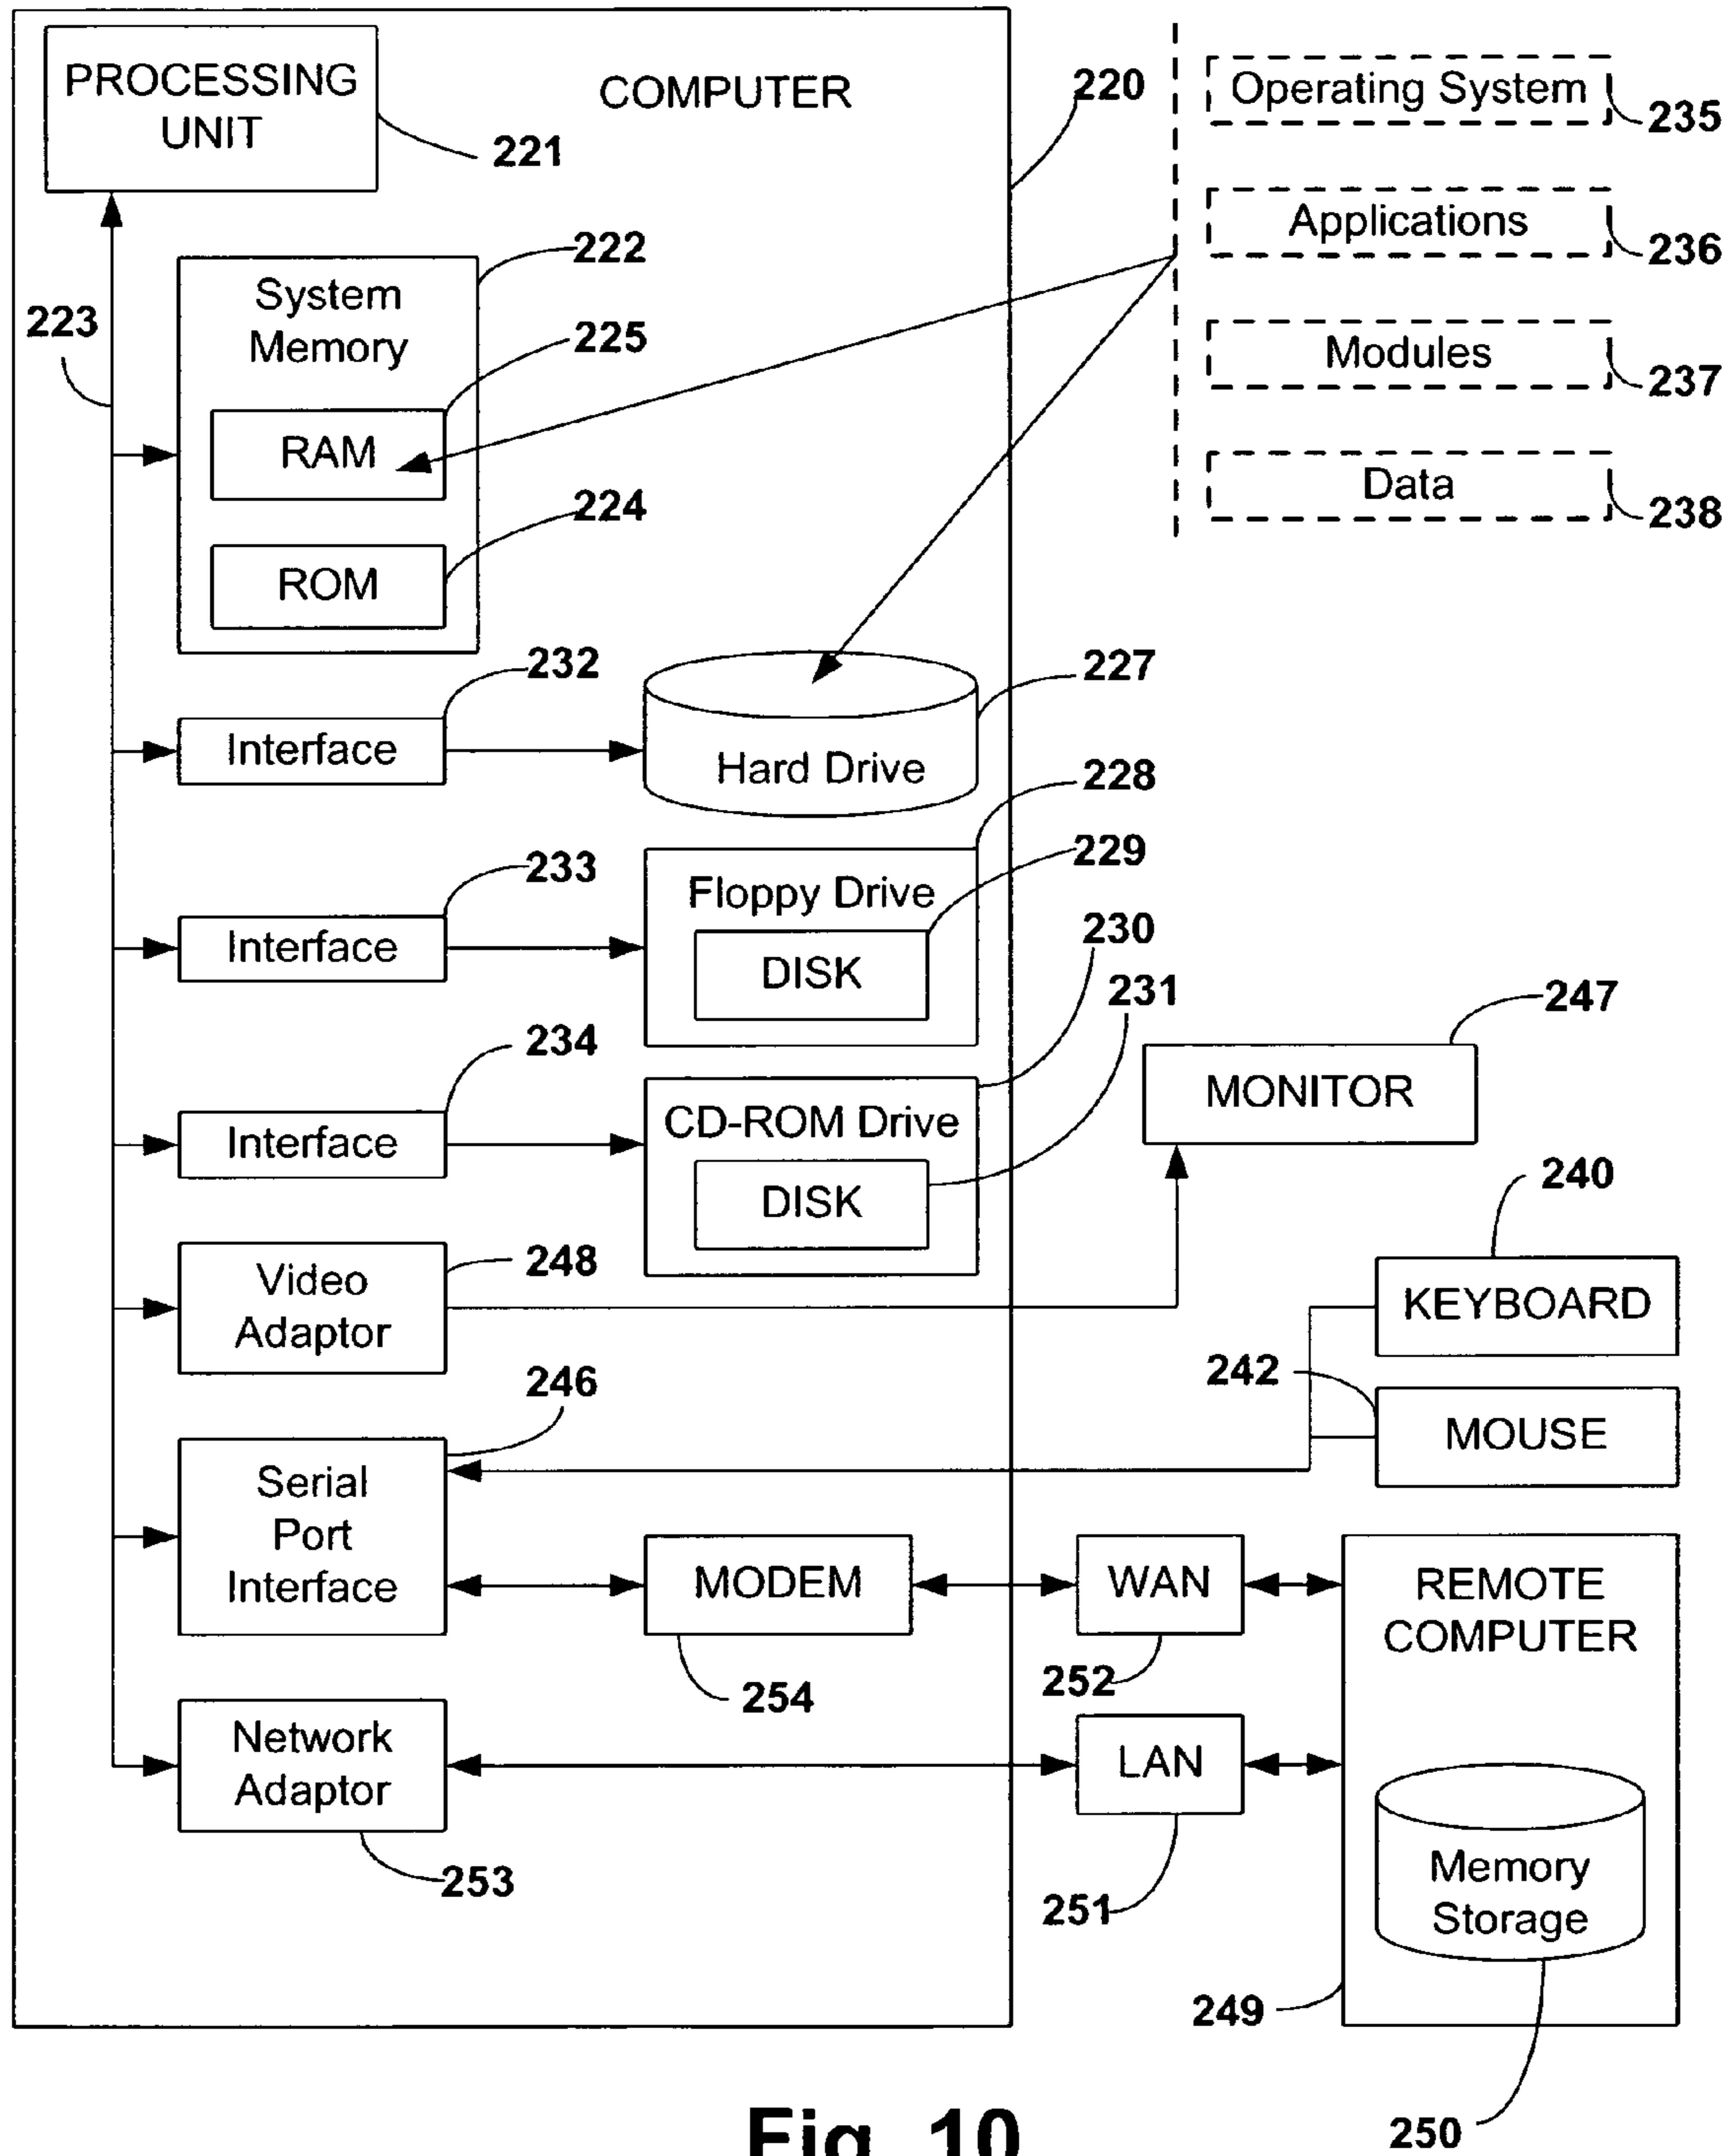 PROCESSING
UNIT
COMPUTER
220
221
Operating System
235
Applications
236
Modules
237
Data
238
222
223
System
Memory
225
RAM
224
ROM
232
Interface
227
Hard Drive
228
233
Interface
229
Floppy Drive
DISK
230
231
234
Interface
CD-ROM Drive
DISK
247
MONITOR
248
Video
Adaptor
240
KEYBOARD
242
MOUSE
246
Serial
Port
Interface
MODEM
254
WAN
252
REMOTE
COMPUTER
Network
Adaptor
253
LAN
251
Memory
Storage
249
250
Fig. 10